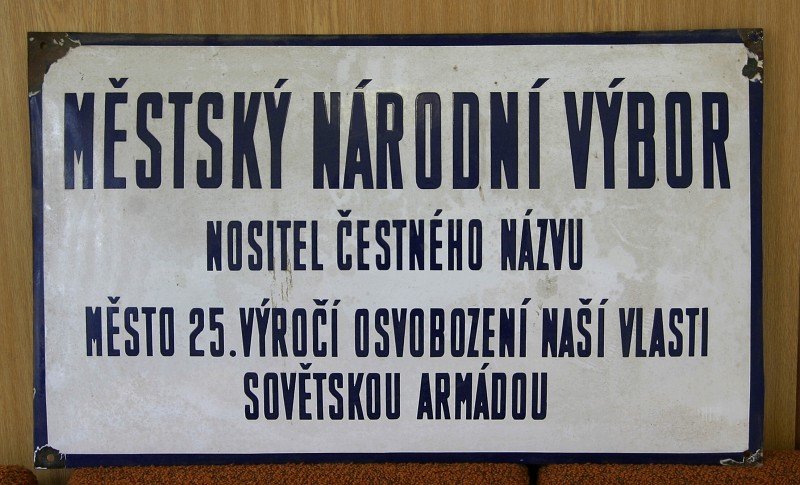 MĚSTSKÝ NÁRODNÍ VÝBOR
NOSITEL ČESTNÉHO NÁZVU
MĚSTO 25.VÝROČÍ OSVOBOZENÍ NAŠÍ VLASTI
SOVĚTSKOU ARMÁDOU